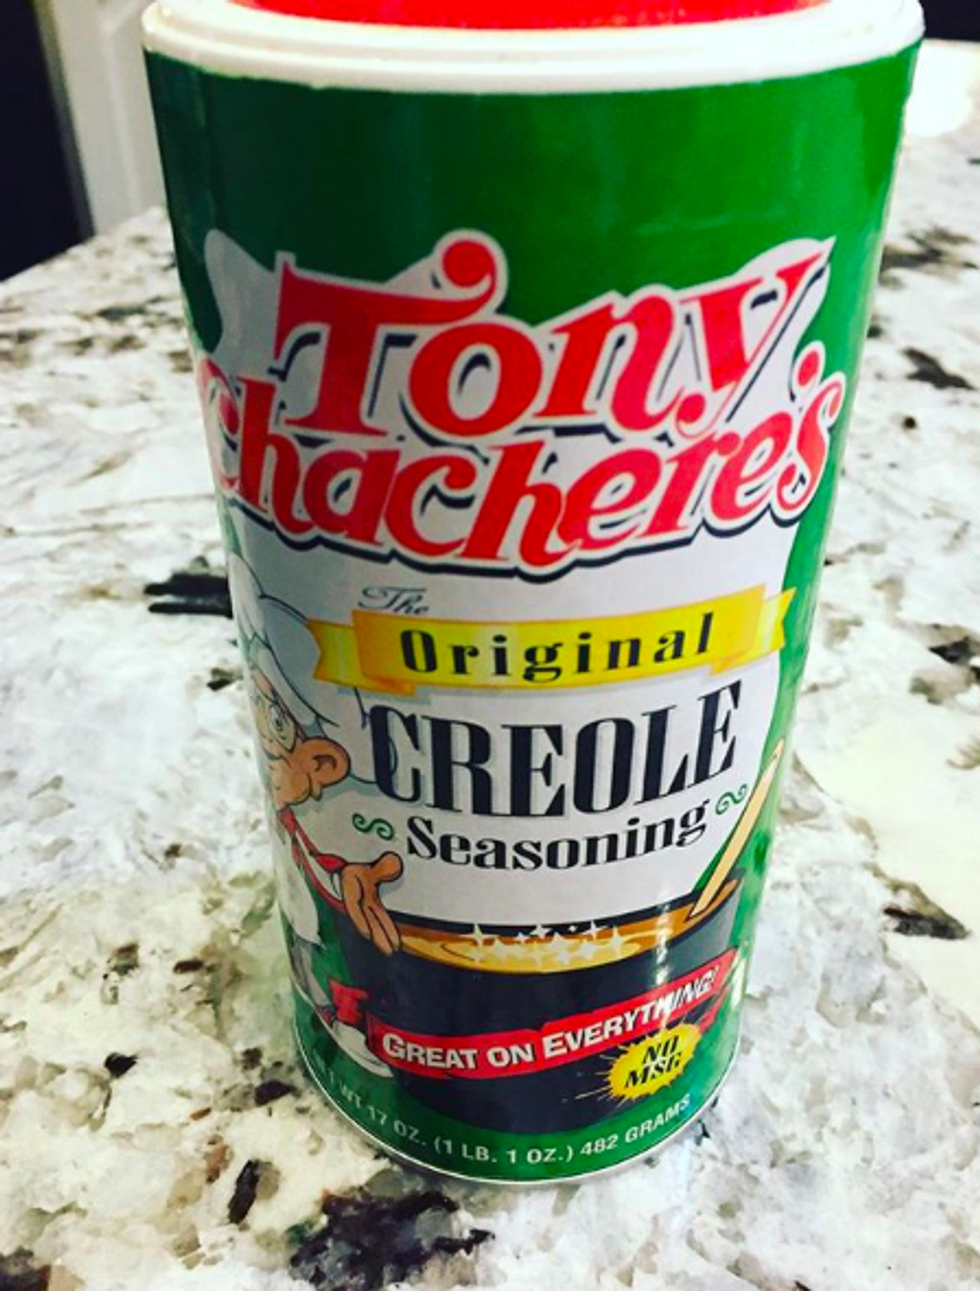 Tony
Chachere's
The
Original
CREOLE
Seasoning
GREAT ON EVERYTHING!
NO
MSG
NET WT 17 OZ. (1 LB. 1 OZ.) 482 GRAMS